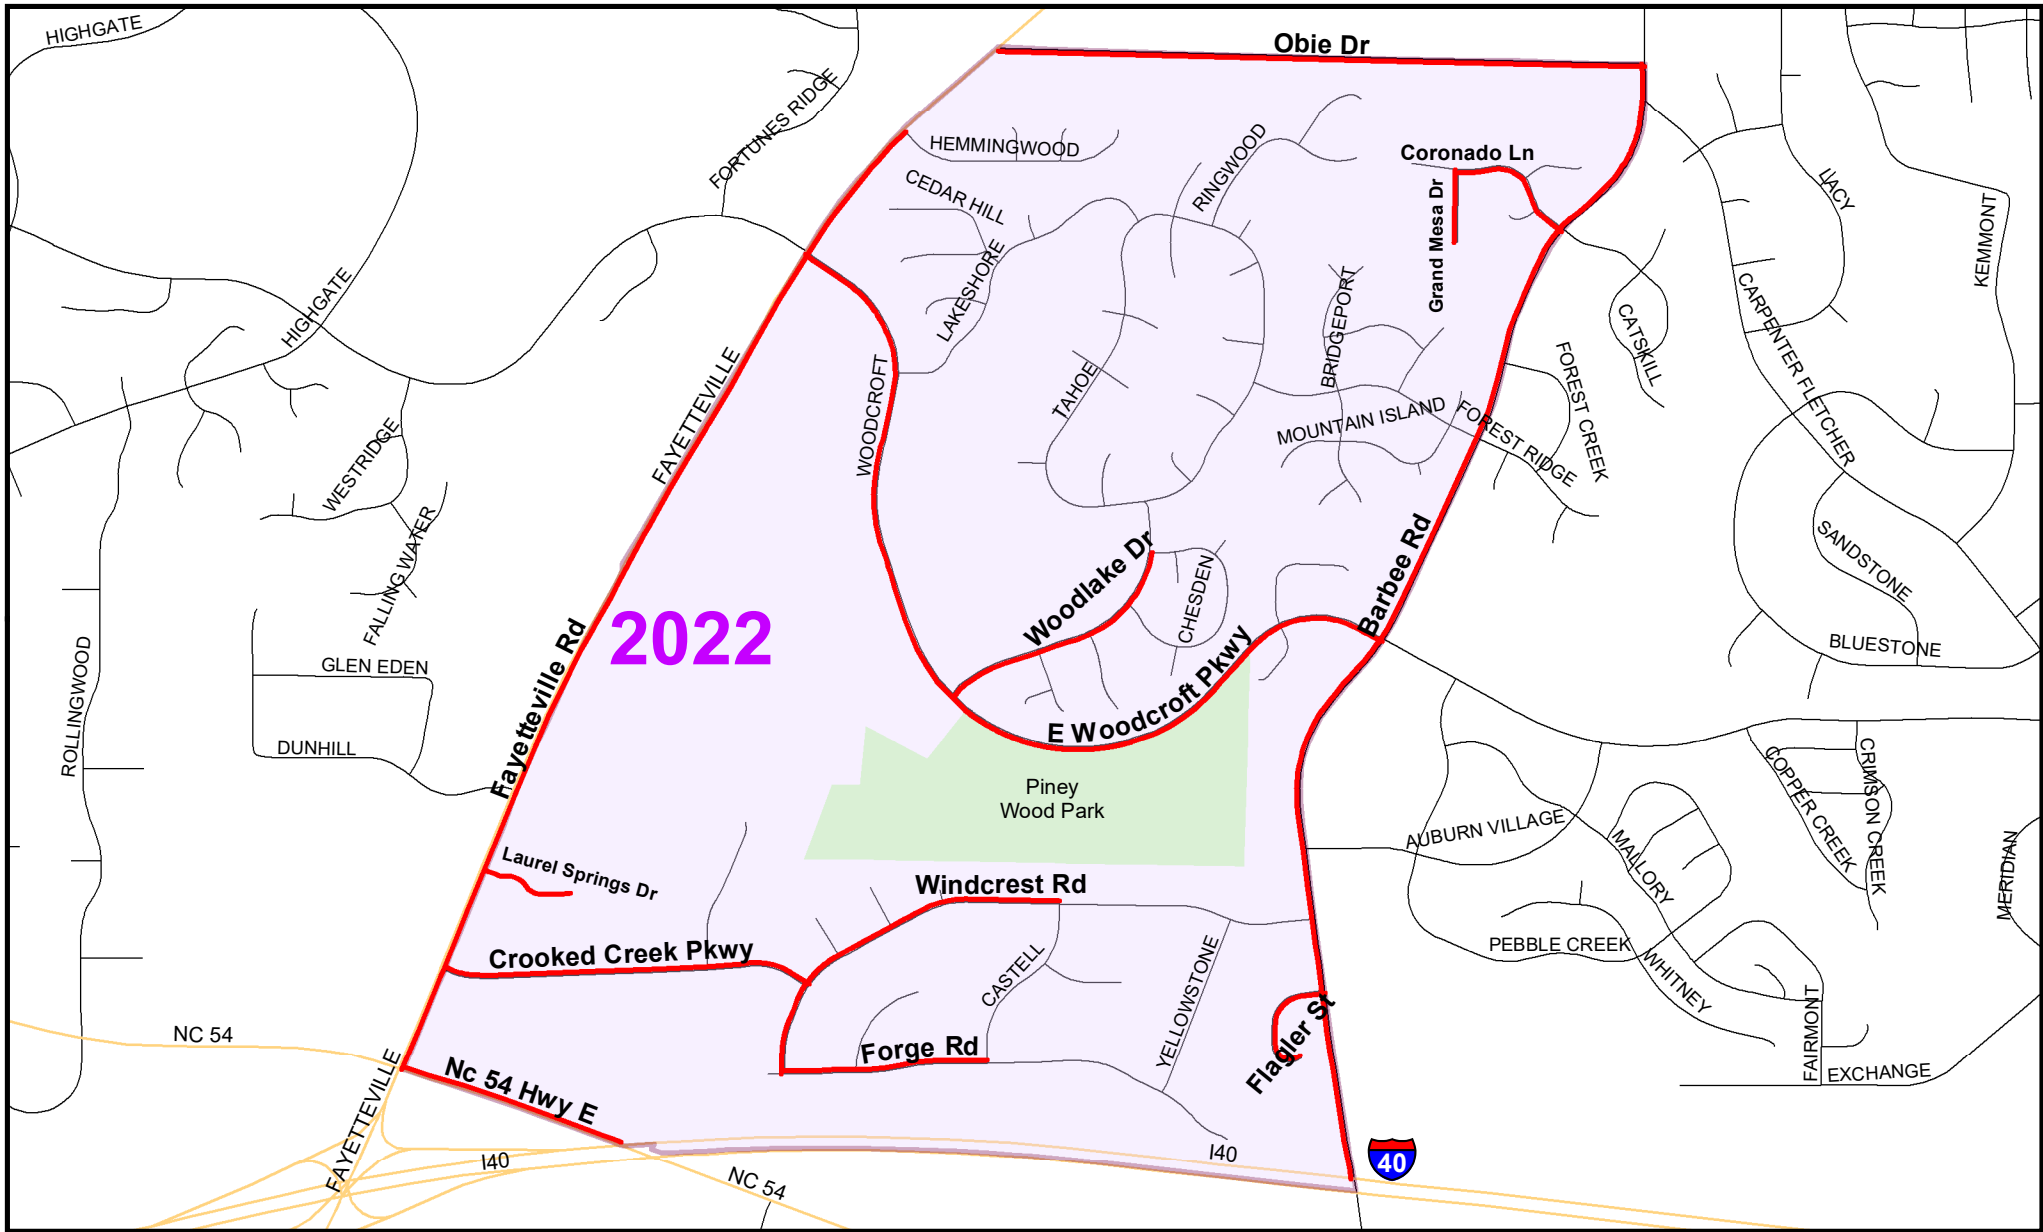 HIGHGATE
Obie Dr
FORTUNES RIDGE
HEMMINGWOOD
RINGWOOD
Coronado Ln
CEDAR HILL
Grand Mesa Dr
LACY
KEMMONT
LAKESHORE
HIGHGATE
BRIDGEPORT
CATSKILL
CARPENTER FLETCHER
FAYETTEVILLE
WOODCROFT
TAHOE
FOREST CREEK
MOUNTAIN ISLAND
FOREST RIDGE
WESTRIDGE
FALLING WATER
SANDSTONE
Woodlake Dr
CHESDEN
Barbee Rd
2022
Fayetteville Rd
BLUESTONE
GLEN EDEN
ROLLINGWOOD
E Woodcroft Pkwy
DUNHILL
Piney
Wood Park
COPPER CREEK
CRIMSON CREEK
AUBURN VILLAGE
MALLORY
MERIDIAN
Laurel Springs Dr
Windcrest Rd
Crooked Creek Pkwy
PEBBLE CREEK
WHITNEY
CASTELL
YELLOWSTONE
Flagler St
FAIRMONT
NC 54
Forge Rd
EXCHANGE
Nc 54 Hwy E
FAYETTEVILLE
I40
I40
40
NC 54